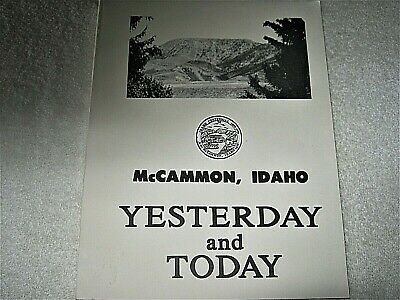 McCAMMON, IDAHO
YESTERDAY
and
TODAY